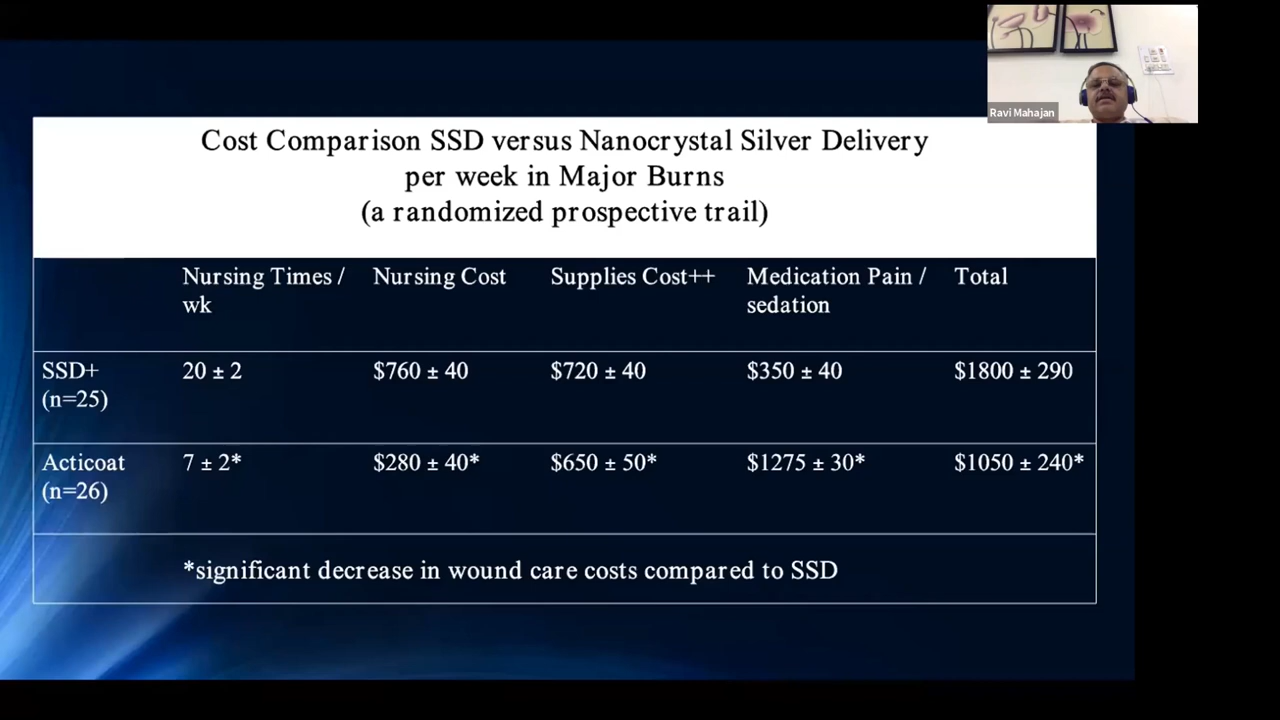 Ravi Mahajan
Cost Comparison SSD versus Nanocrystal Silver Delivery
per week in Major Burns
(a randomized prospective trail)
Nursing Times / Nursing Cost Supplies Cost++ Medication Pain / Total
wk sedation
SSD+ 20 ± 2 $760 ± 40 $720 ± 40 $350 ± 40 $1800 ± 290
(n=25)
Acticoat 7 ± 2* $280 ± 40* $650 ± 50* $1275 ± 30* $1050 ± 240*
(n=26)
*significant decrease in wound care costs compared to SSD